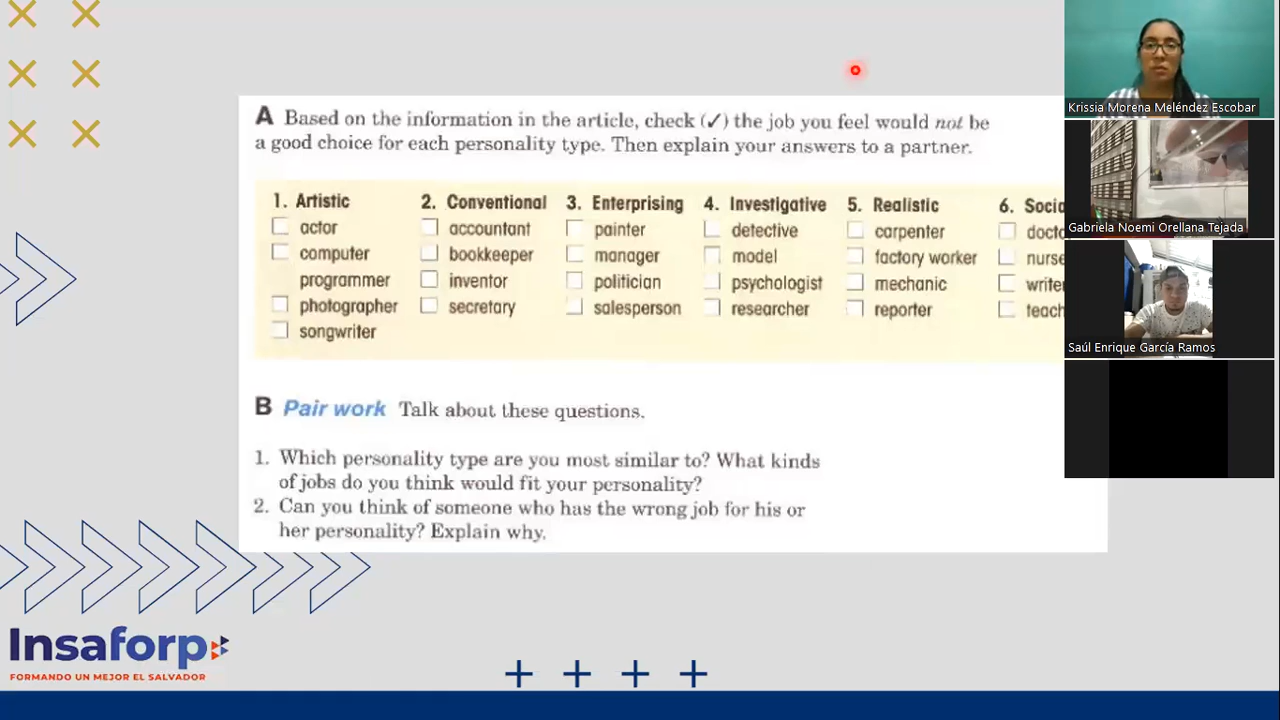 A Based on the information in the article, check (✓) the job you feel would not be
a good choice for each personality type. Then explain your answers to a partner.
1. Artistic
actor
computer
programmer
photographer
songwriter
2. Conventional
accountant
bookkeeper
inventor
secretary
3. Enterprising
painter
manager
politician
salesperson
4. Investigative
detective
model
psychologist
researcher
5. Realistic
carpenter
factory worker
mechanic
reporter
6. Socia
docto
nurse
writer
teach
B Pair work Talk about these questions.
1. Which personality type are you most similar to? What kinds
of jobs do you think would fit your personality?
2. Can you think of someone who has the wrong job for his or
her personality? Explain why.
Insaforp
FORMANDO UN MEJOR EL SALVADOR
Krissia Morena Meléndez Escobar
Gabriela Noemi Orellana Tejada
Saúl Enrique García Ramos